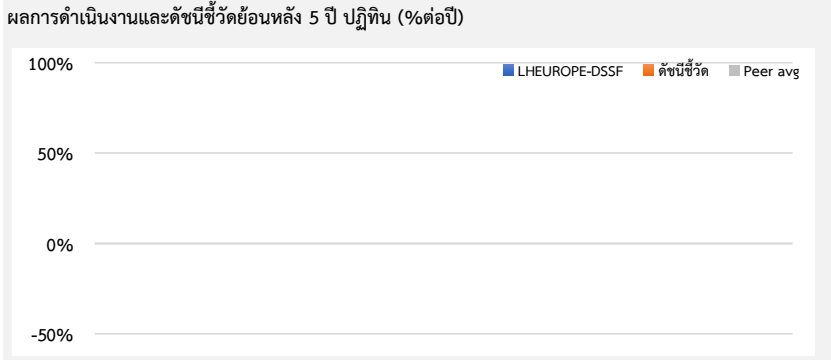 ผลการดำเนินงานและดัชนีชี้วัดย้อนหลัง 5 ปี ปฏิทิน (%ต่อปี)
100%
LHEUROPE-DSSF ดัชนีชี้วัด Peer avg
50%
0%
-50%